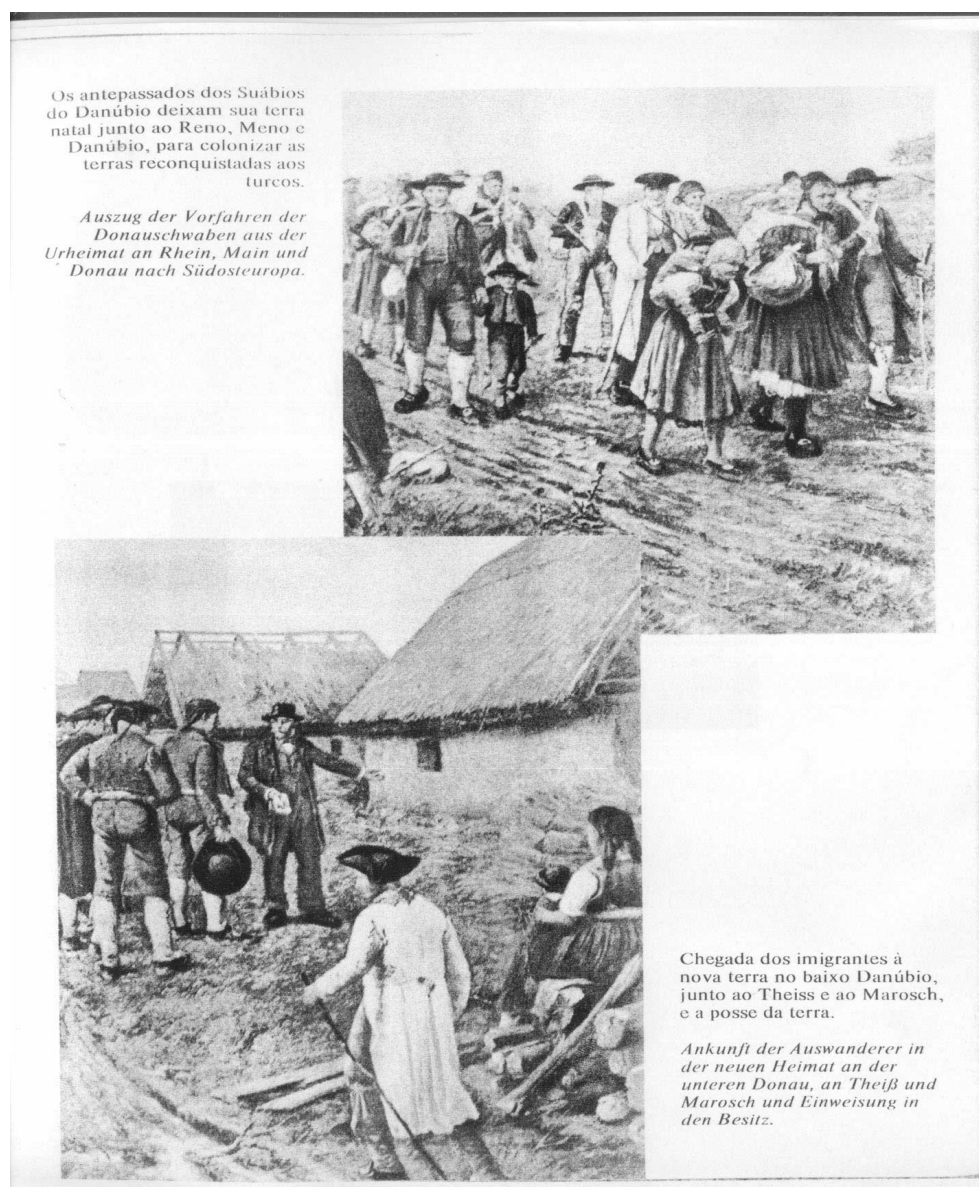 Os antepassados dos Suábios
do Danúbio deixam sua terra
natal junto ao Reno, Meno e
Danúbio, para colonizar as
terras reconquistadas aos
turcos.
Auszug der Vorfahren der
Donauschwaben aus der
Urheimat an Rhein, Main und
Donau nach Südosteuropa.
Chegada dos imigrantes à
nova terra no baixo Danúbio,
junto ao Theiss e ao Marosch,
e a posse da terra.
Ankunft der Auswanderer in
der neuen Heimat an der
unteren Donau, an Theiß und
Marosch und Einweisung in
den Besitz.